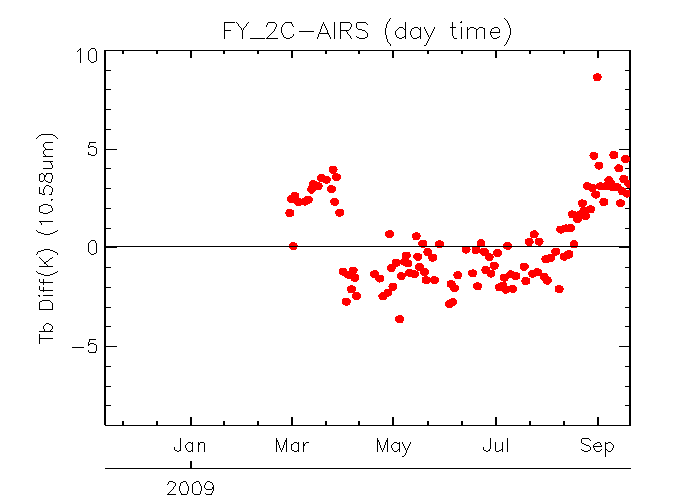 FY_2C-AIRS (day time)
10
5
0
-5
Tb Diff(K) (10.58um)
Jan Mar May Jul Sep
2009